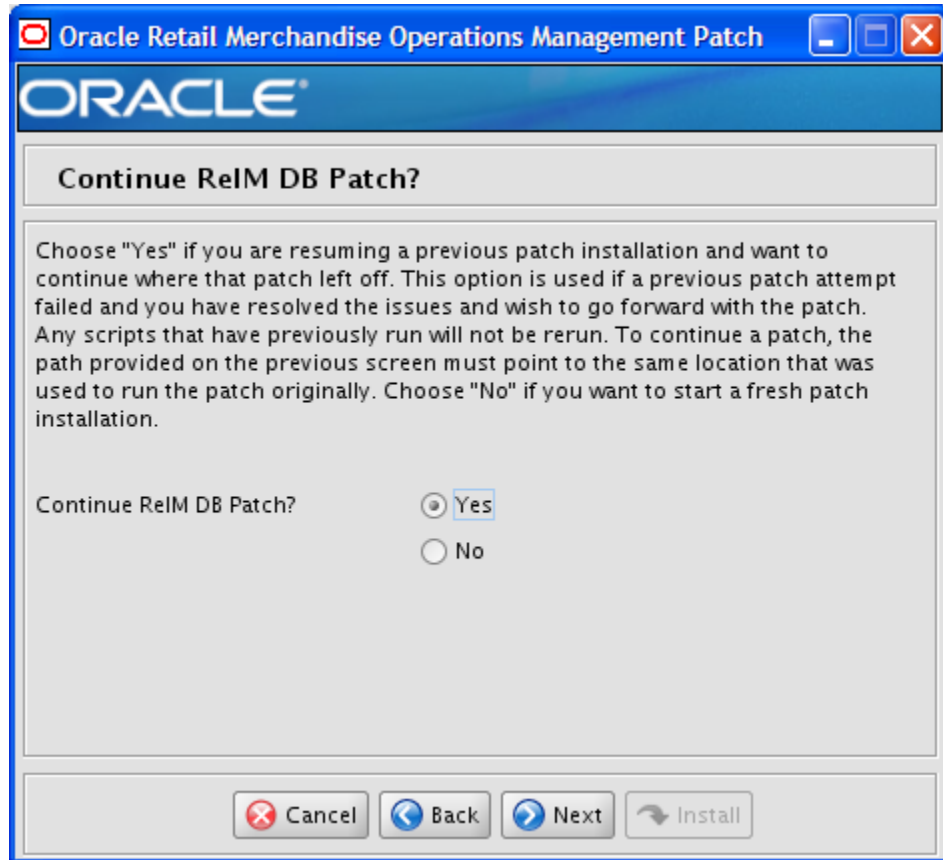 Oracle Retail Merchandise Operations Management Patch
ORACLE®
Continue ReIM DB Patch?
Choose "Yes" if you are resuming a previous patch installation and want to
continue where that patch left off. This option is used if a previous patch attempt
failed and you have resolved the issues and wish to go forward with the patch.
Any scripts that have previously run will not be rerun. To continue a patch, the
path provided on the previous screen must point to the same location that was
used to run the patch originally. Choose "No" if you want to start a fresh patch
installation.
Continue ReIM DB Patch?
Yes
No
Cancel
Back
Next
Install